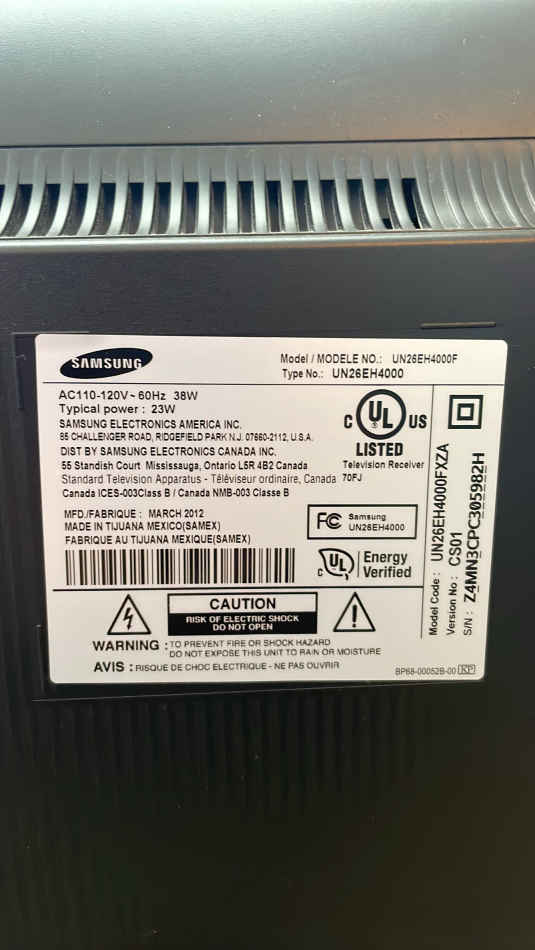 SAMSUNG
Model / MODELE NO.: UN26EH4000F
Type No.: UN26EH4000
AC110-120V~ 60Hz 38W
Typical power : 23W
SAMSUNG ELECTRONICS AMERICA INC.
85 CHALLENGER ROAD, RIDGEFIELD PARK N.J. 07660-2112, U.S.A.
DIST BY SAMSUNG ELECTRONICS CANADA INC.
55 Standish Court Mississauga, Ontario L5R 4B2 Canada
Standard Television Apparatus - Téléviseur ordinaire, Canada
Canada ICES-003Class B / Canada NMB-003 Classe B
C UL US
LISTED
Television Receiver
70FJ
MFD/FABRIQUE : MARCH 2012
MADE IN TIJUANA MEXICO(SAMEX)
FABRIQUE AU TIJUANA MEXIQUE(SAMEX)
FC Samsung
UN26EH4000
C UL Energy
Verified
CAUTION
RISK OF ELECTRIC SHOCK
DO NOT OPEN
WARNING : TO PREVENT FIRE OR SHOCK HAZARD
DO NOT EXPOSE THIS UNIT TO RAIN OR MOISTURE
AVIS : RISQUE DE CHOC ELECTRIQUE - NE PAS OUVRIR
BP68-00052B-00 KP
Model Code : UN26EH4000FXZA
Version No : CS01
S/N : Z4MN3CPC305982H